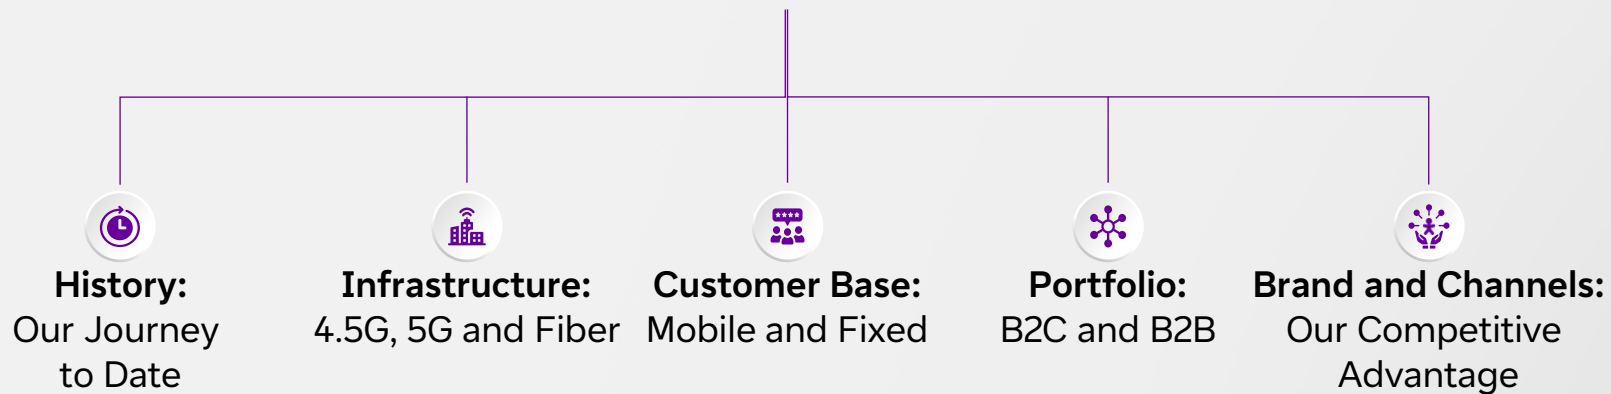 History:
Our Journey
to Date
Infrastructure:
4.5G, 5G and Fiber
Customer Base:
Mobile and Fixed
Portfolio:
B2C and B2B
Brand and Channels:
Our Competitive
Advantage